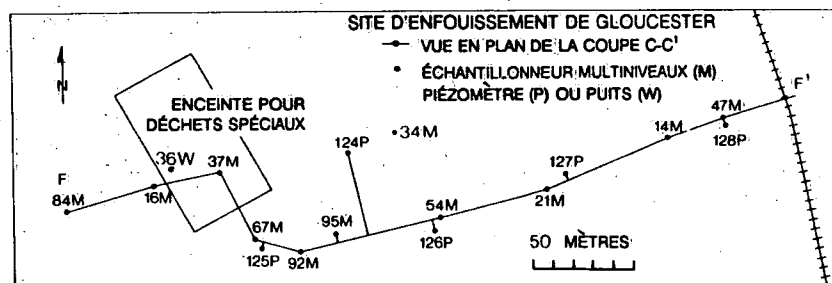 SITE D'ENFOUISSEMENT DE GLOUCESTER
VUE EN PLAN DE LA COUPE C-C'
ÉCHANTILLONNEUR MULTINIVEAUX (M)
PIÉZOMÈTRE (P) OU PUITS (W)
N
ENCEINTE POUR
DÉCHETS SPÉCIAUX
F
84M
16M
36W
37M
67M
125P
92M
95M
124P
34M
54M
126P
127P
21M
14M
47M
128P
F'
50 MÈTRES